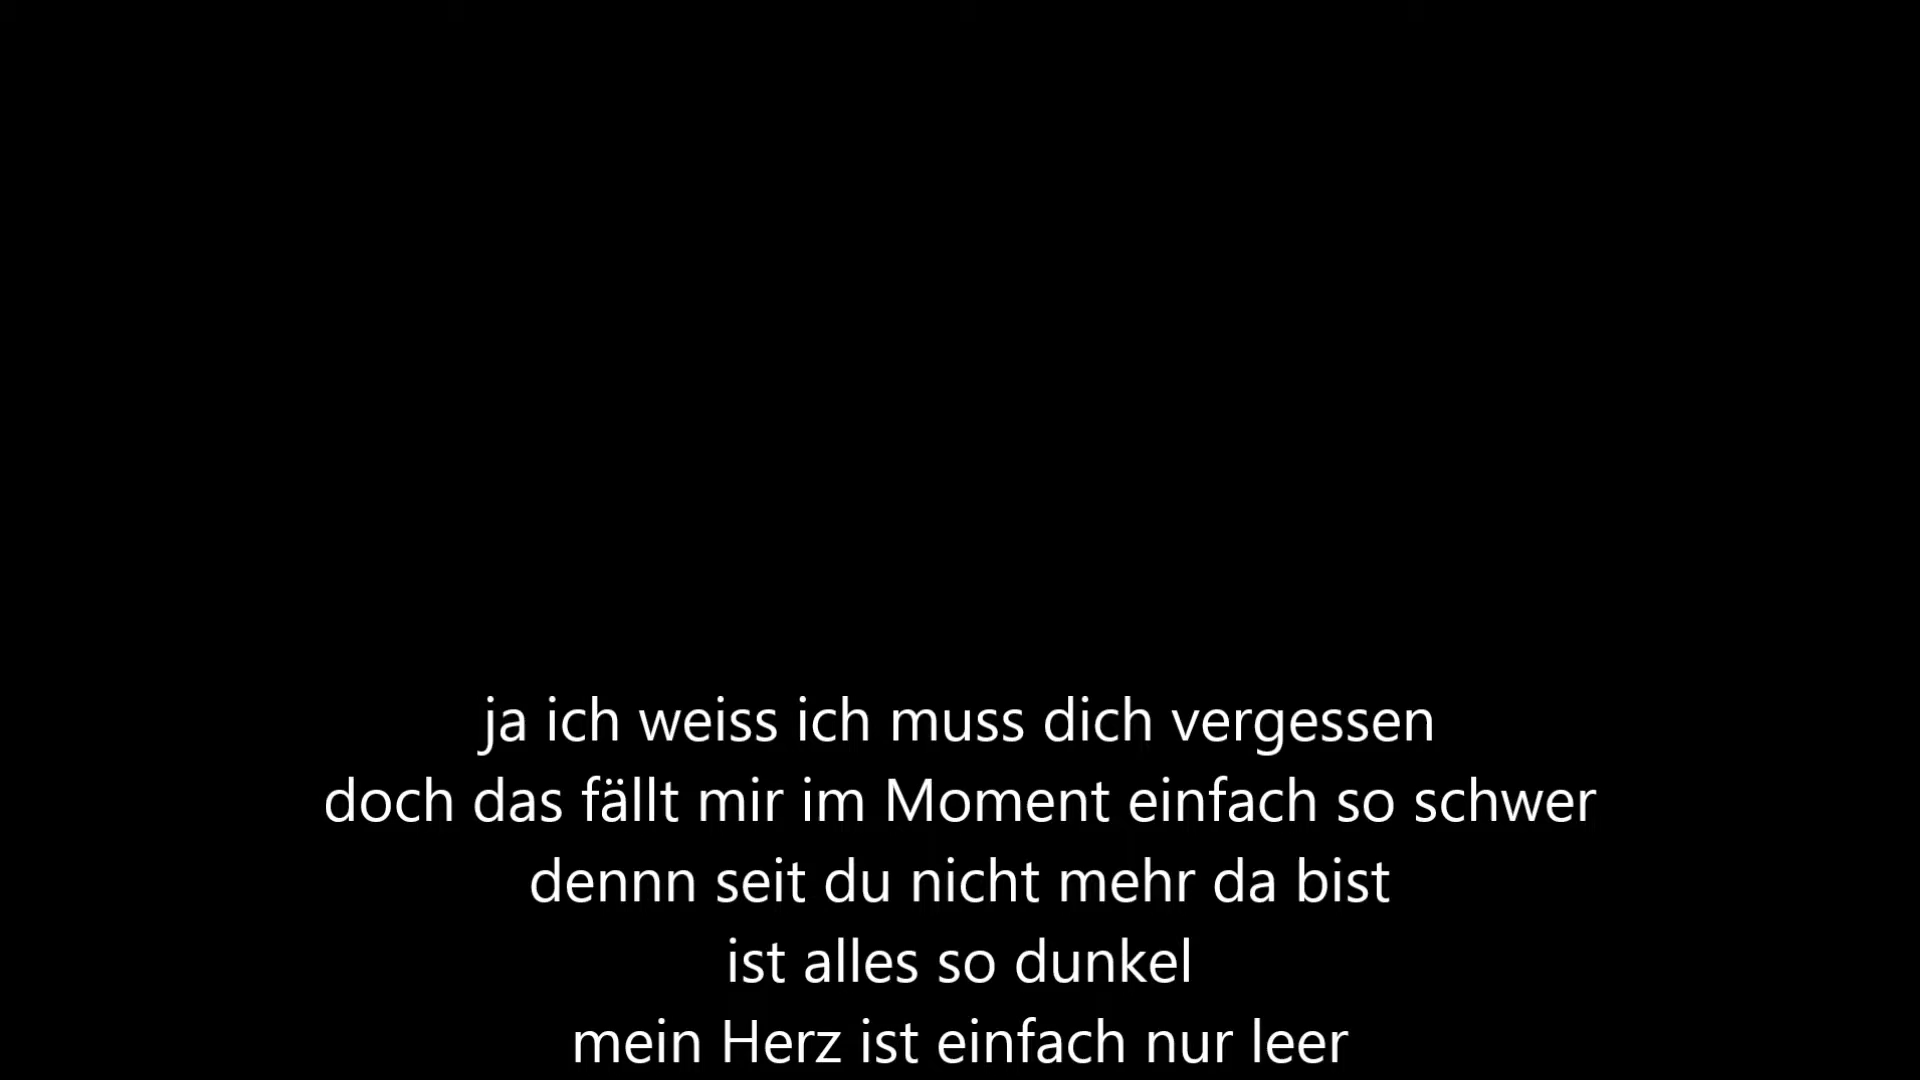 ja ich weiss ich muss dich vergessen
doch das fällt mir im Moment einfach so schwer
dennn seit du nicht mehr da bist
ist alles so dunkel
mein Herz ist einfach nur leer